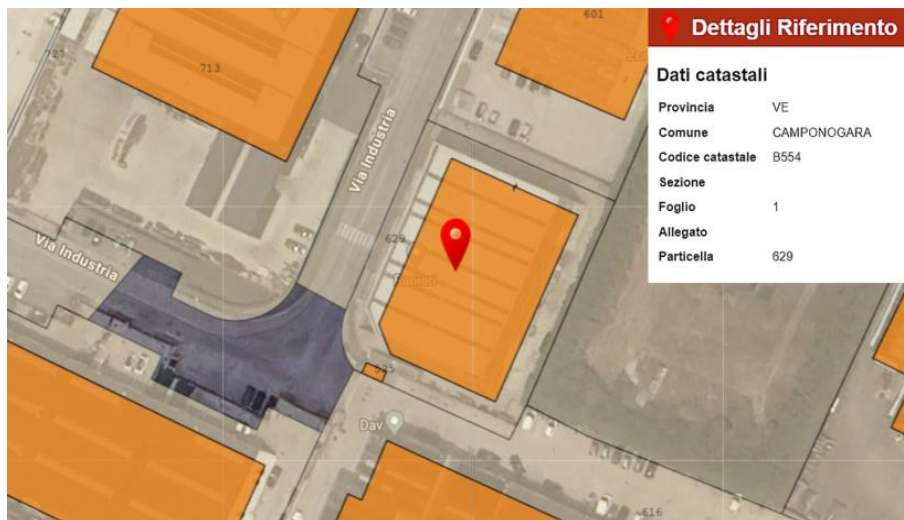 601
Dettagli Riferimento
727
713
Dati catastali
Provincia VE
Comune CAMPONOGARA
Codice catastale B554
Sezione
Foglio 1
Allegato
Particella 629
Via Industria
629
Via Industria
Dav
616